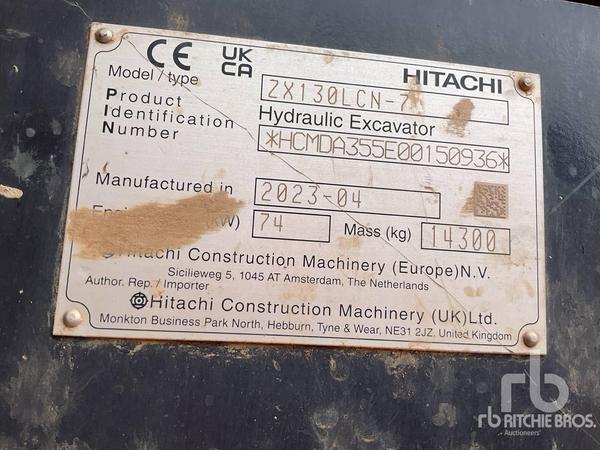 CE UK CA HITACHI
Model/type ZX130LCN-7
Product Identification Number Hydraulic Excavator
*HCMDA355E00150936*
Manufactured in 2023-04
kW) 74 Mass (kg) 14300
Hitachi Construction Machinery (Europe)N.V.
Sicilieweg 5, 1045 AT Amsterdam, The Netherlands
Author. Rep. / Importer
Hitachi Construction Machinery (UK)Ltd.
Monkton Business Park North, Hebburn, Tyne & Wear, NE31 2JZ, United Kingdom
rb
rb RITCHIE BROS.
Auctioneers